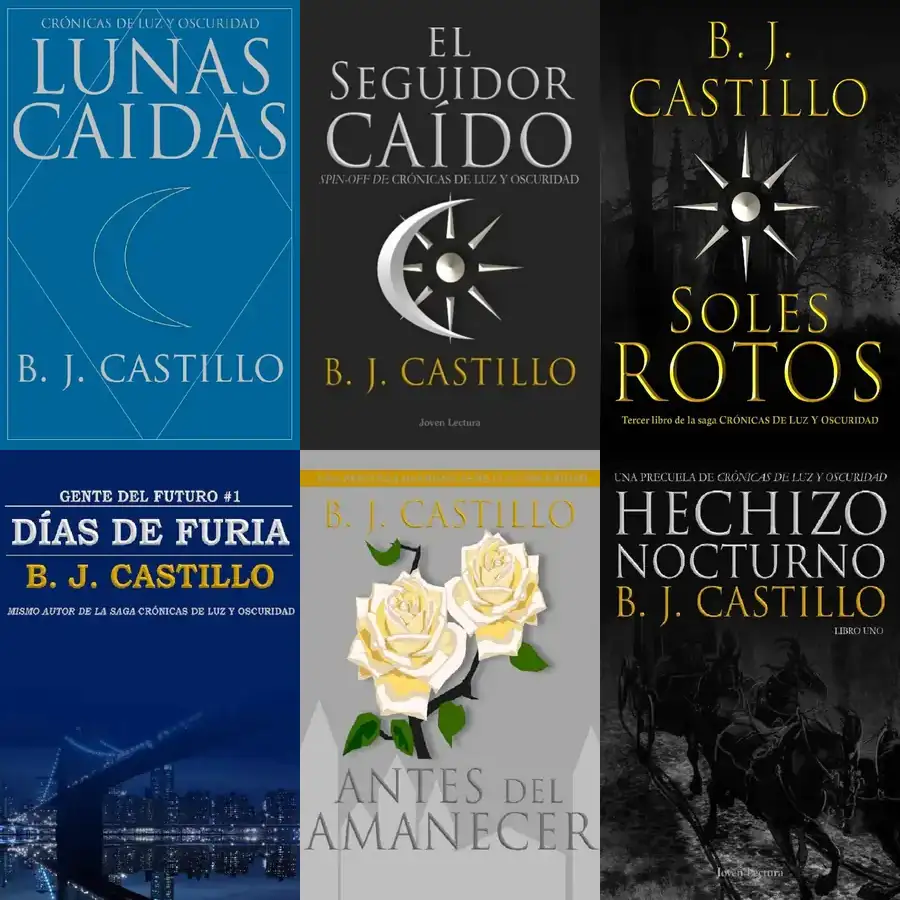 CRÓNICAS DE LUZ Y OSCURIDAD
LUNAS
CAIDAS
B. J. CASTILLO
EL
SEGUIDOR
CAÍDO
SPIN-OFF DE CRÓNICAS DE LUZ Y OSCURIDAD
B. J. CASTILLO
Joven Lectura
B. J.
CASTILLO
SOLES
ROTOS
Tercer libro de la saga CRÓNICAS DE LUZ Y OSCURIDAD
GENTE DEL FUTURO #1
DÍAS DE FURIA
B. J. CASTILLO
MISMO AUTOR DE LA SAGA CRÓNICAS DE LUZ Y OSCURIDAD
B. J. CASTILLO
ANTES DEL
AMANECER
UNA PRECUELA DE CRÓNICAS DE LUZ Y OSCURIDAD
HECHIZO
NOCTURNO
B. J. CASTILLO
LIBRO UNO
Joven Lectura